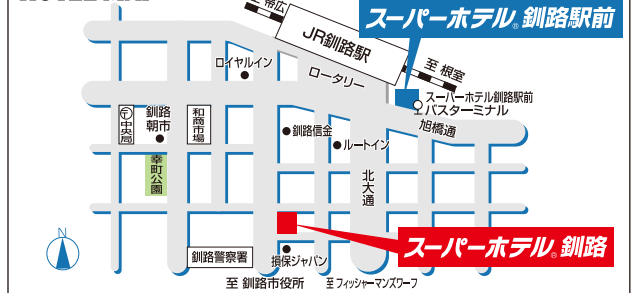 HOTEL MAP
至 帯広
スーパーホテル® 釧路駅前
JR釧路駅
ロイヤルイン
ロータリー
至 根室
スーパーホテル釧路駅前
バスターミナル
〒中央局
釧路
朝市
和商市場
釧路信金
ルートイン
旭橋通
幸町公園
北大通
N
釧路警察署
損保ジャパン
スーパーホテル® 釧路
至 釧路市役所
至 フィッシャーマンズワーフ